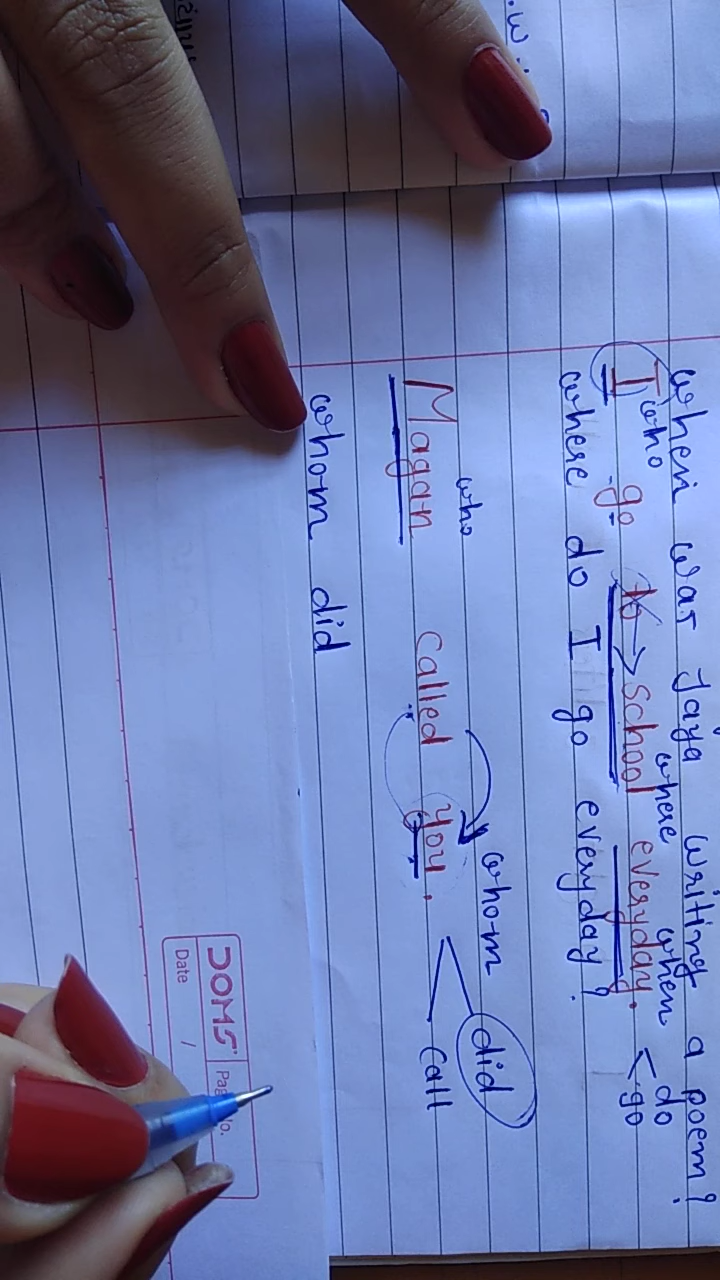 when was Jaya writing a poem?
who where when do
I go to → school everyday. < go
where do I go everyday?
who whom did
Magan called you. < call
whom did
DOMS Page No.
Date /